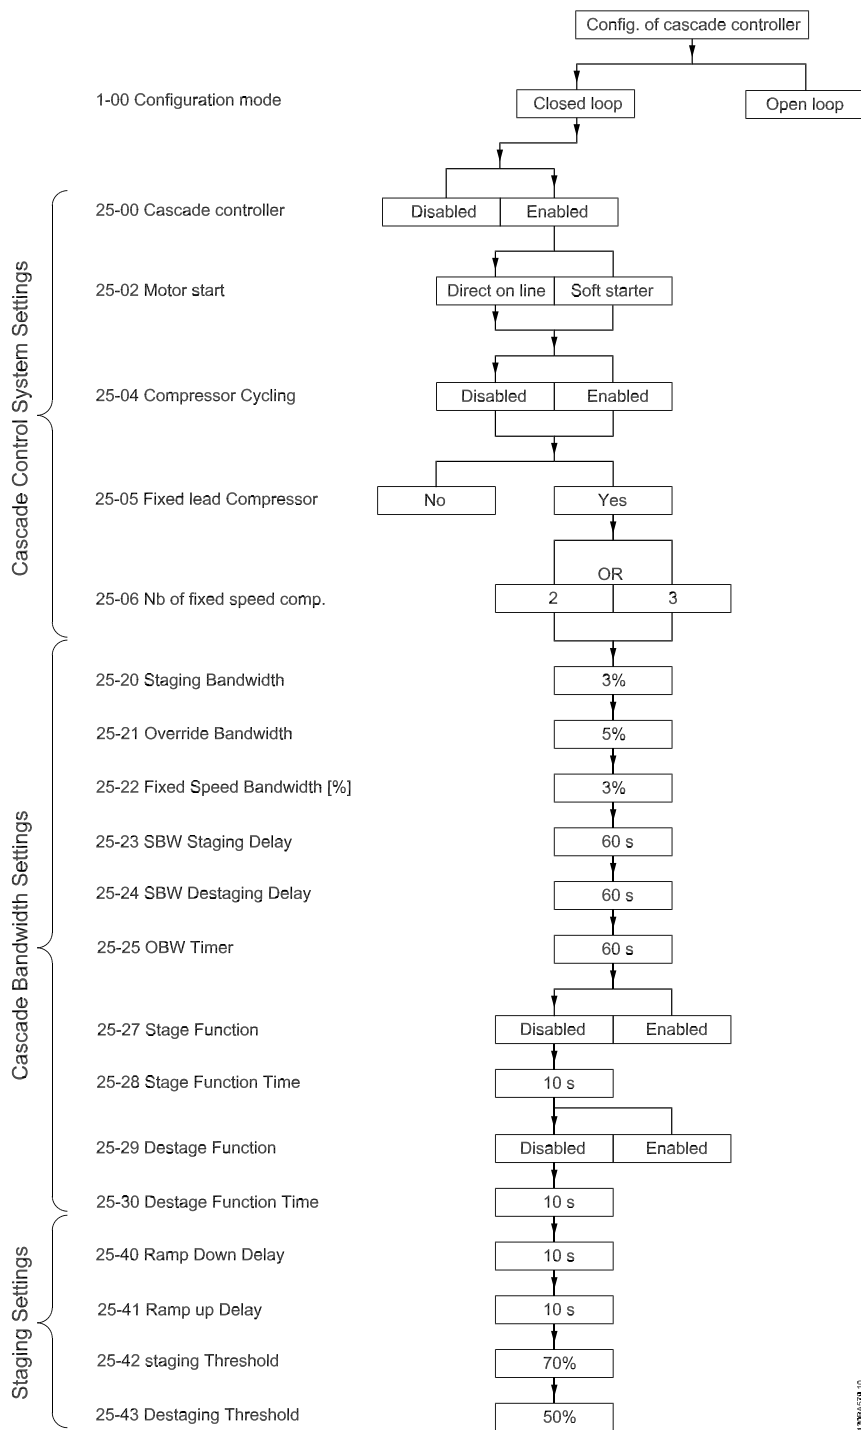 Config. of cascade controller
1-00 Configuration mode
Closed loop
Open loop
Cascade Control System Settings
25-00 Cascade controller
Disabled
Enabled
25-02 Motor start
Direct on line
Soft starter
25-04 Compressor Cycling
Disabled
Enabled
25-05 Fixed lead Compressor
No
Yes
OR
25-06 Nb of fixed speed comp.
2
3
Cascade Bandwidth Settings
25-20 Staging Bandwidth
3%
25-21 Override Bandwidth
5%
25-22 Fixed Speed Bandwidth [%]
3%
25-23 SBW Staging Delay
60 s
25-24 SBW Destaging Delay
60 s
25-25 OBW Timer
60 s
25-27 Stage Function
Disabled
Enabled
25-28 Stage Function Time
10 s
25-29 Destage Function
Disabled
Enabled
25-30 Destage Function Time
10 s
Staging Settings
25-40 Ramp Down Delay
10 s
25-41 Ramp up Delay
10 s
25-42 staging Threshold
70%
25-43 Destaging Threshold
50%